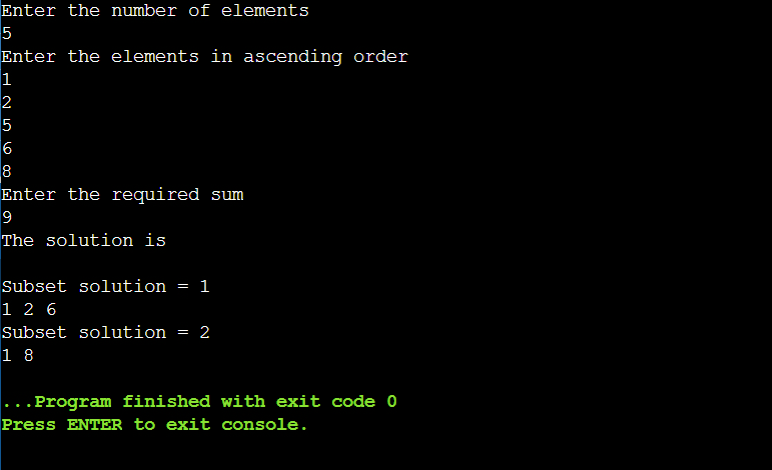 Enter the number of elements
5
Enter the elements in ascending order
1
2
5
6
8
Enter the required sum
9
The solution is
Subset solution = 1
1 2 6
Subset solution = 2
1 8
...Program finished with exit code 0
Press ENTER to exit console.